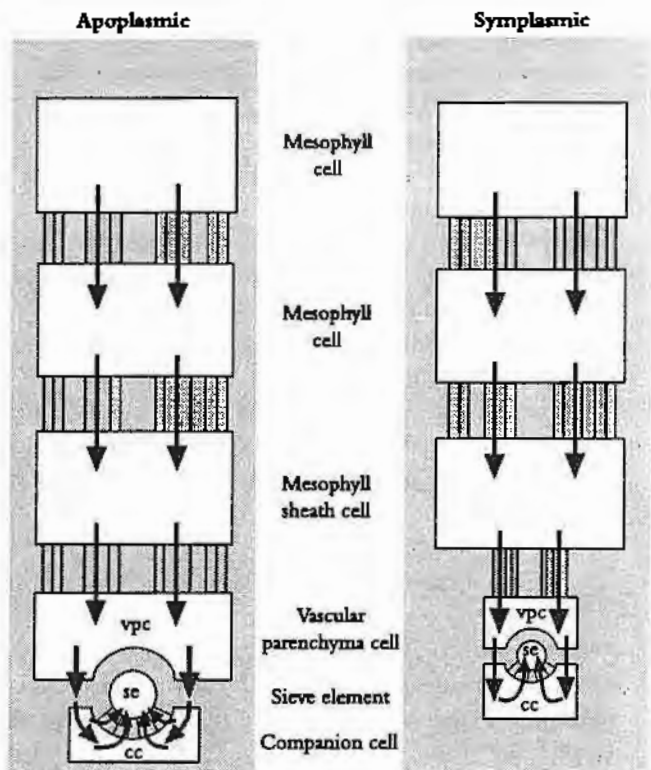 Apoplasmic
Symplasmic
Mesophyll
cell
Mesophyll
cell
Mesophyll
sheath cell
vpc
Vascular
parenchyma cell
vpc
se
Sieve element
se
cc
Companion cell
cc